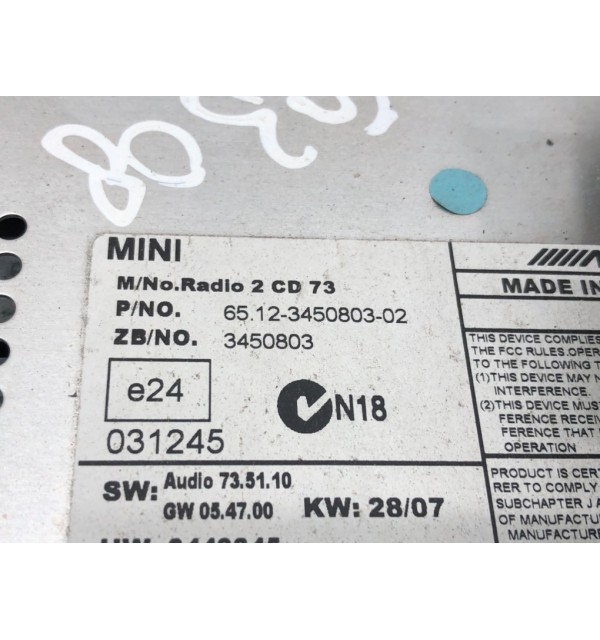 MINI
M/No.Radio 2 CD 73
P/NO. 65.12-3450803-02
ZB/NO. 3450803
e24
N18
031245
SW: Audio 73.51.10
GW 05.47.00
KW: 28/07
MADE IN
THIS DEVICE COMPLIES
THE FCC RULES.OPER
TO THE FOLLOWING T
(1)THIS DEVICE MAY N
INTERFERENCE.
(2)THIS DEVICE MUS
FERENCE RECEIV
FERENCE THAT
OPERATION
PRODUCT IS CERT
RER TO COMPLY
SUBCHAPTER J A
OF MANUFACTU
MANUFACTURE